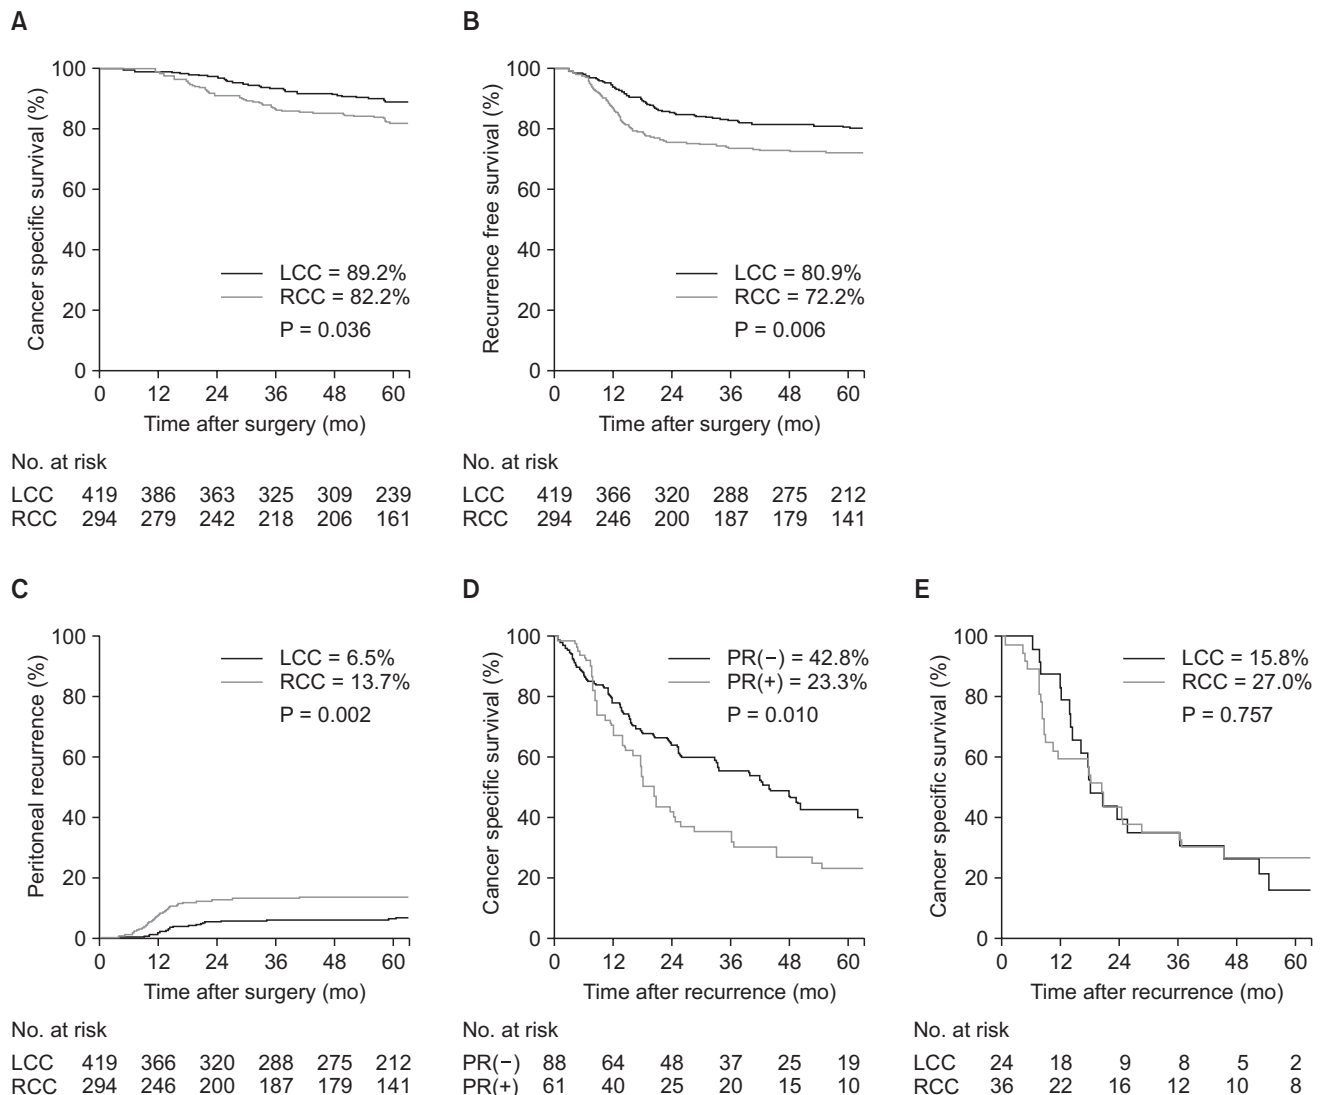 A
Cancer specific survival (%)
100
80
60
40
20
0
LCC = 89.2%
RCC = 82.2%
P = 0.036
0 12 24 36 48 60
Time after surgery (mo)
No. at risk
LCC 419 386 363 325 309 239
RCC 294 279 242 218 206 161
B
Recurrence free survival (%)
100
80
60
40
20
0
LCC = 80.9%
RCC = 72.2%
P = 0.006
0 12 24 36 48 60
Time after surgery (mo)
No. at risk
LCC 419 366 320 288 275 212
RCC 294 246 200 187 179 141
C
Peritoneal recurrence (%)
100
80
60
40
20
0
LCC = 6.5%
RCC = 13.7%
P = 0.002
0 12 24 36 48 60
Time after surgery (mo)
No. at risk
LCC 419 366 320 288 275 212
RCC 294 246 200 187 179 141
D
Cancer specific survival (%)
100
80
60
40
20
0
PR(−) = 42.8%
PR(+) = 23.3%
P = 0.010
0 12 24 36 48 60
Time after recurrence (mo)
No. at risk
PR(−) 88 64 48 37 25 19
PR(+) 61 40 25 20 15 10
E
Cancer specific survival (%)
100
80
60
40
20
0
LCC = 15.8%
RCC = 27.0%
P = 0.757
0 12 24 36 48 60
Time after recurrence (mo)
No. at risk
LCC 24 18 9 8 5 2
RCC 36 22 16 12 10 8